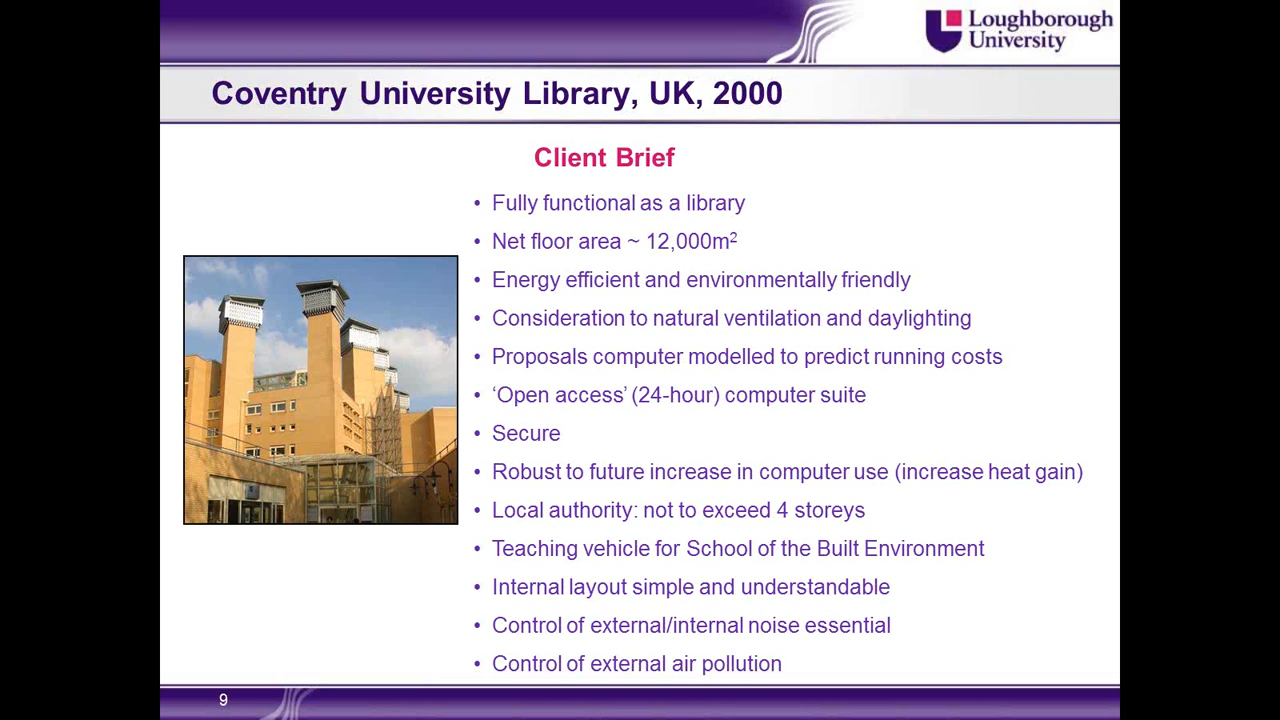 Loughborough
University
Coventry University Library, UK, 2000
Client Brief
• Fully functional as a library
• Net floor area ~ 12,000m²
• Energy efficient and environmentally friendly
• Consideration to natural ventilation and daylighting
• Proposals computer modelled to predict running costs
• ‘Open access’ (24-hour) computer suite
• Secure
• Robust to future increase in computer use (increase heat gain)
• Local authority: not to exceed 4 storeys
• Teaching vehicle for School of the Built Environment
• Internal layout simple and understandable
• Control of external/internal noise essential
• Control of external air pollution
9